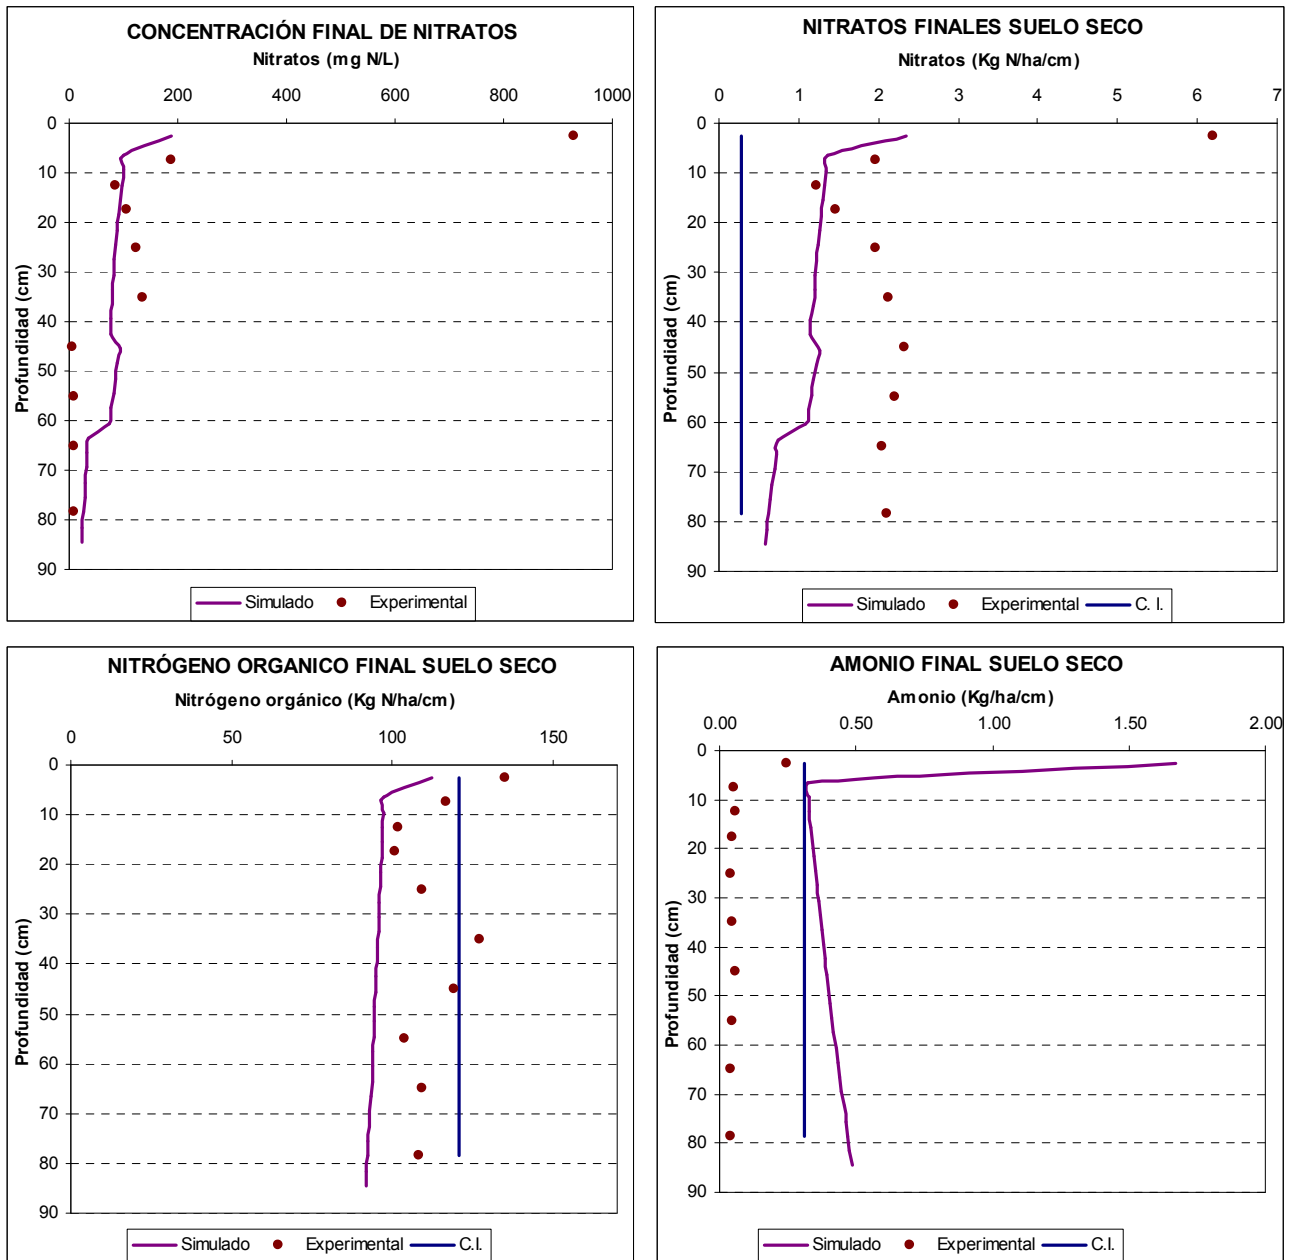 CONCENTRACIÓN FINAL DE NITRATOS
Nitratos (mg N/L)
0 200 400 600 800 1000
0
10
20
30
40
50
60
70
80
90
Profundidad (cm)
Simulado Experimental
NITRATOS FINALES SUELO SECO
Nitratos (Kg N/ha/cm)
0 1 2 3 4 5 6 7
0
10
20
30
40
50
60
70
80
90
Profundidad (cm)
Simulado Experimental C. I.
NITRÓGENO ORGANICO FINAL SUELO SECO
Nitrógeno orgánico (Kg N/ha/cm)
0 50 100 150
0
10
20
30
40
50
60
70
80
90
Profundidad (cm)
Simulado Experimental C.I.
AMONIO FINAL SUELO SECO
Amonio (Kg/ha/cm)
0.00 0.50 1.00 1.50 2.00
0
10
20
30
40
50
60
70
80
90
Profundidad (cm)
Simulado Experimental C.I.